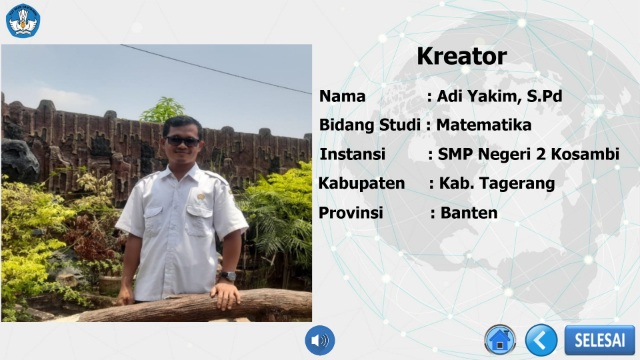 Kreator
Nama : Adi Yakim, S.Pd
Bidang Studi : Matematika
Instansi : SMP Negeri 2 Kosambi
Kabupaten : Kab. Tagerang
Provinsi : Banten
SELESAI